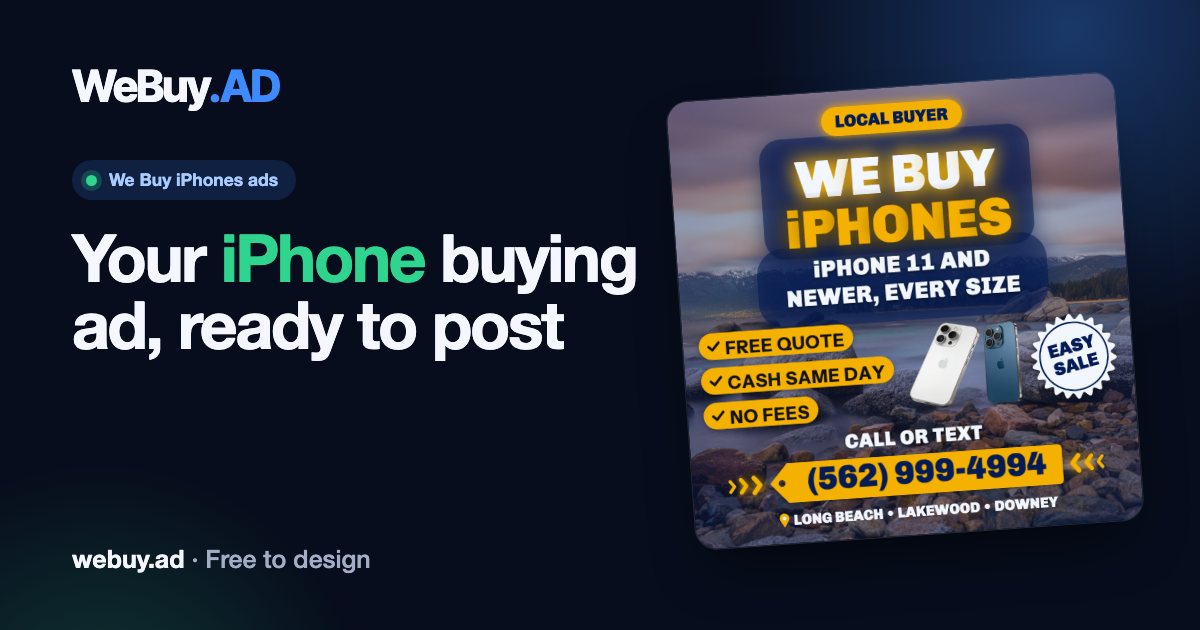 WeBuy.AD
We Buy iPhones ads
Your iPhone buying
ad, ready to post
webuy.ad · Free to design
LOCAL BUYER
WE BUY
iPHONES
iPHONE 11 AND
NEWER, EVERY SIZE
FREE QUOTE
CASH SAME DAY
NO FEES
EASY
SALE
CALL OR TEXT
(562) 999-4994
LONG BEACH • LAKEWOOD • DOWNEY